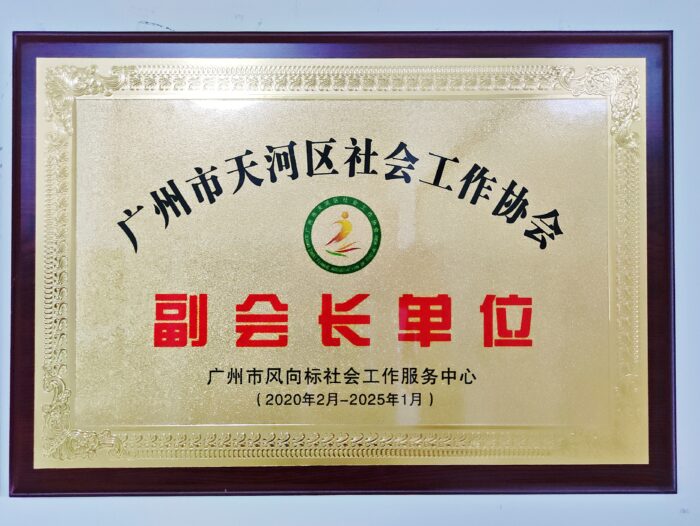 广州市天河区社会工作协会
副会长单位
广州市风向标社会工作服务中心
（2020年2月-2025年1月）